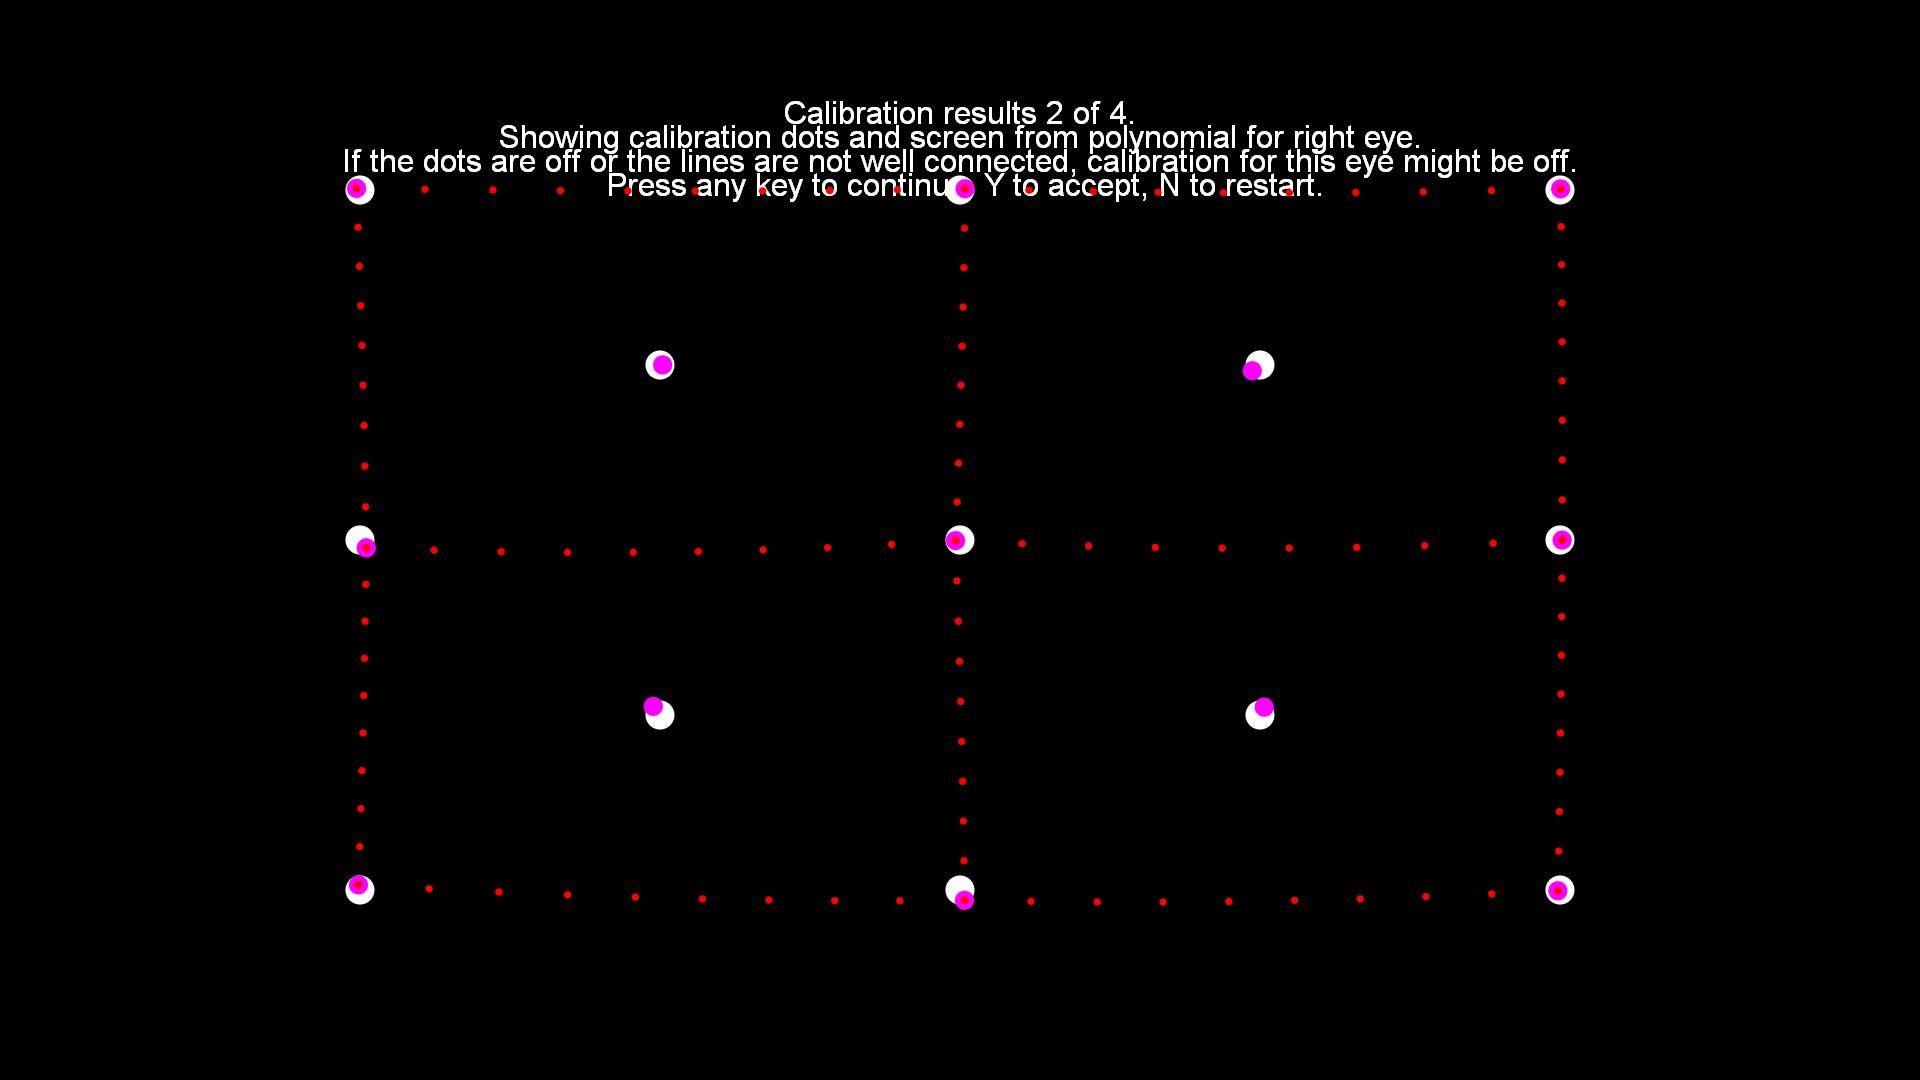 Calibration results 2 of 4.
Showing calibration dots and screen from polynomial for right eye.
If the dots are off or the lines are not well connected, calibration for this eye might be off.
Press any key to continue, Y to accept, N to restart.